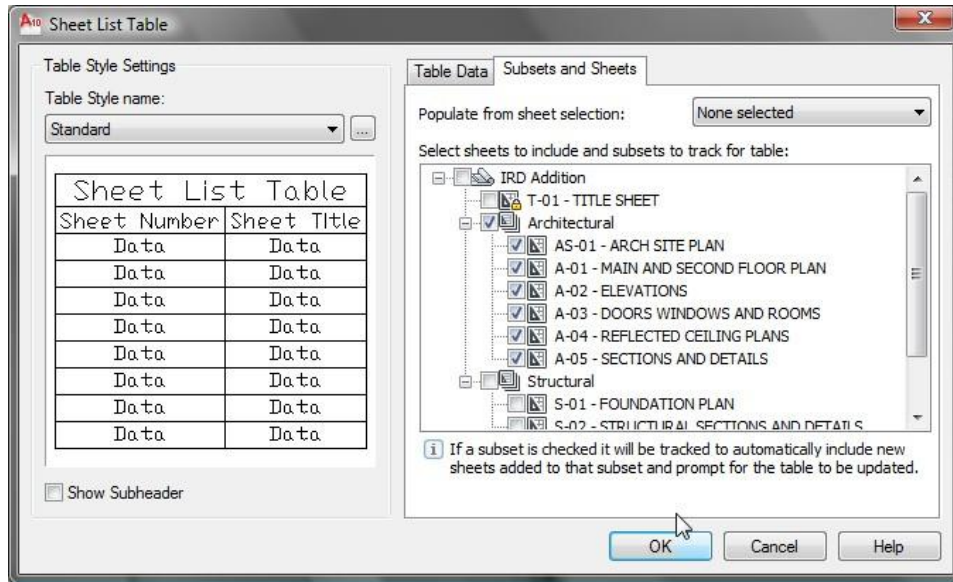 A10 Sheet List Table
Table Style Settings
Table Style name:
Standard
...
Sheet List Table
Sheet Number Sheet TItle
Data Data
Data Data
Data Data
Data Data
Data Data
Data Data
Data Data
Data Data
Show Subheader
Table Data Subsets and Sheets
Populate from sheet selection: None selected
Select sheets to include and subsets to track for table:
IRD Addition
T-01 - TITLE SHEET
Architectural
AS-01 - ARCH SITE PLAN
A-01 - MAIN AND SECOND FLOOR PLAN
A-02 - ELEVATIONS
A-03 - DOORS WINDOWS AND ROOMS
A-04 - REFLECTED CEILING PLANS
A-05 - SECTIONS AND DETAILS
Structural
S-01 - FOUNDATION PLAN
S-02 - STRUCTURAL SECTIONS AND DETAILS
If a subset is checked it will be tracked to automatically include new
sheets added to that subset and prompt for the table to be updated.
OK Cancel Help